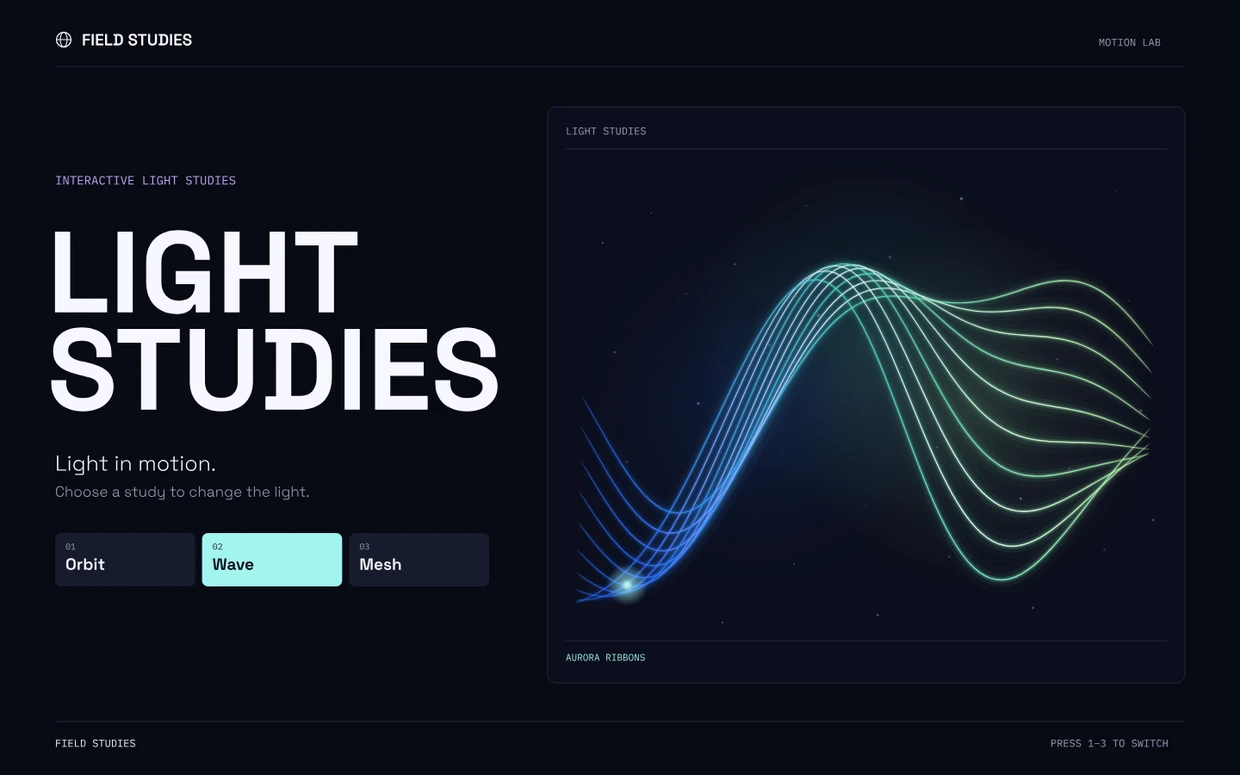 FIELD STUDIES
MOTION LAB
INTERACTIVE LIGHT STUDIES
LIGHT
STUDIES
Light in motion.
Choose a study to change the light.
01
Orbit
02
Wave
03
Mesh
LIGHT STUDIES
AURORA RIBBONS
FIELD STUDIES
PRESS 1–3 TO SWITCH